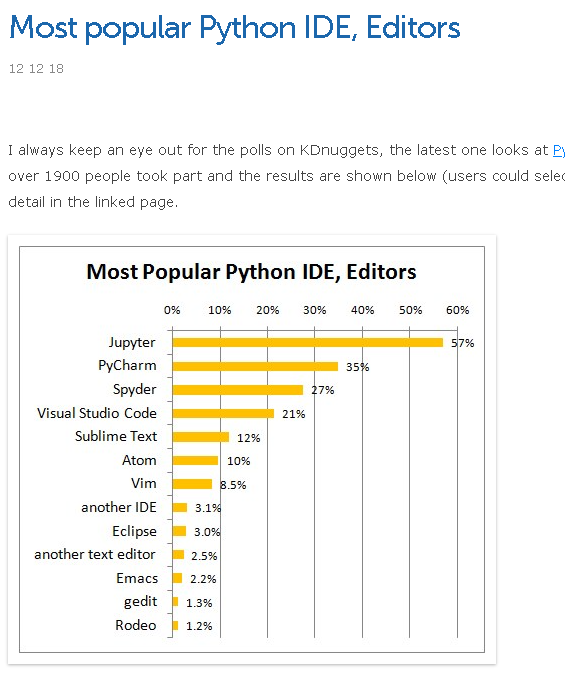 Most popular Python IDE, Editors
12 12 18
I always keep an eye out for the polls on KDnuggets, the latest one looks at Py
over 1900 people took part and the results are shown below (users could selec
detail in the linked page.
Most Popular Python IDE, Editors
0% 10% 20% 30% 40% 50% 60%
Jupyter 57%
PyCharm 35%
Spyder 27%
Visual Studio Code 21%
Sublime Text 12%
Atom 10%
Vim 8.5%
another IDE 3.1%
Eclipse 3.0%
another text editor 2.5%
Emacs 2.2%
gedit 1.3%
Rodeo 1.2%